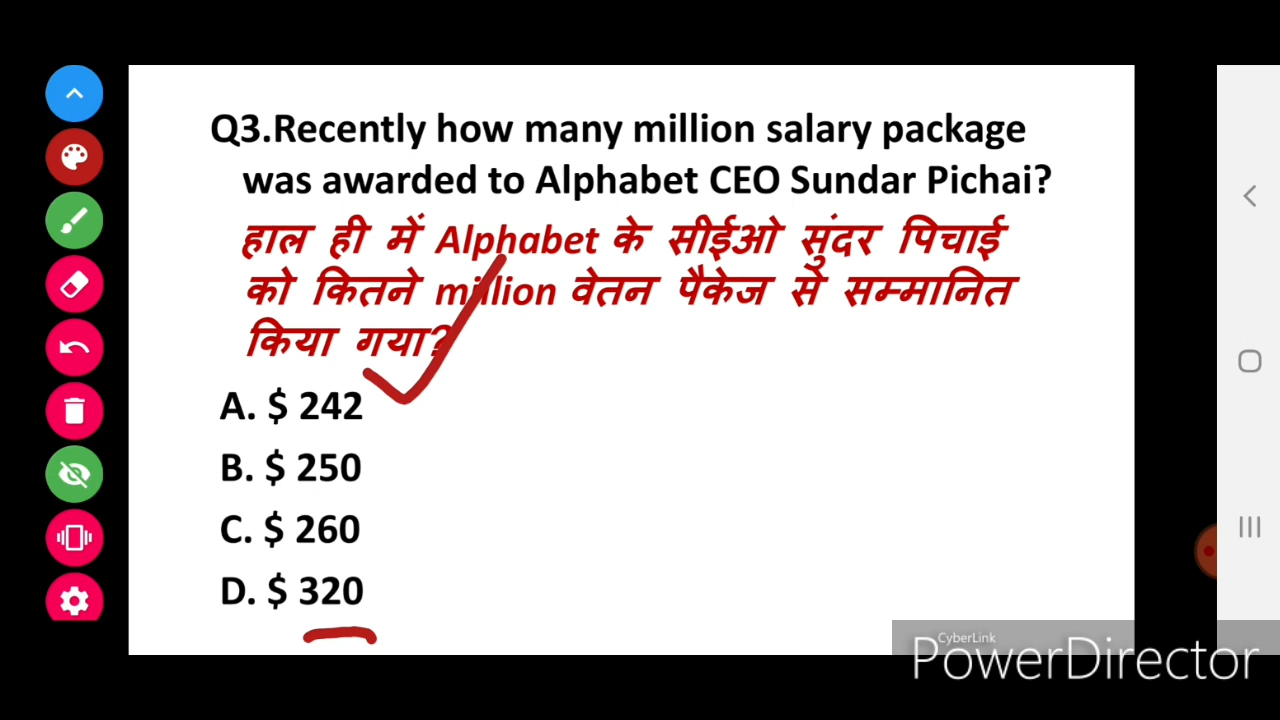 Q3.Recently how many million salary package
was awarded to Alphabet CEO Sundar Pichai?
हाल ही में Alphabet के सीईओ सुंदर पिचाई
को कितने million वेतन पैकेज से सम्मानित
किया गया?
A. $ 242
B. $ 250
C. $ 260
D. $ 320
CyberLink
PowerDirector